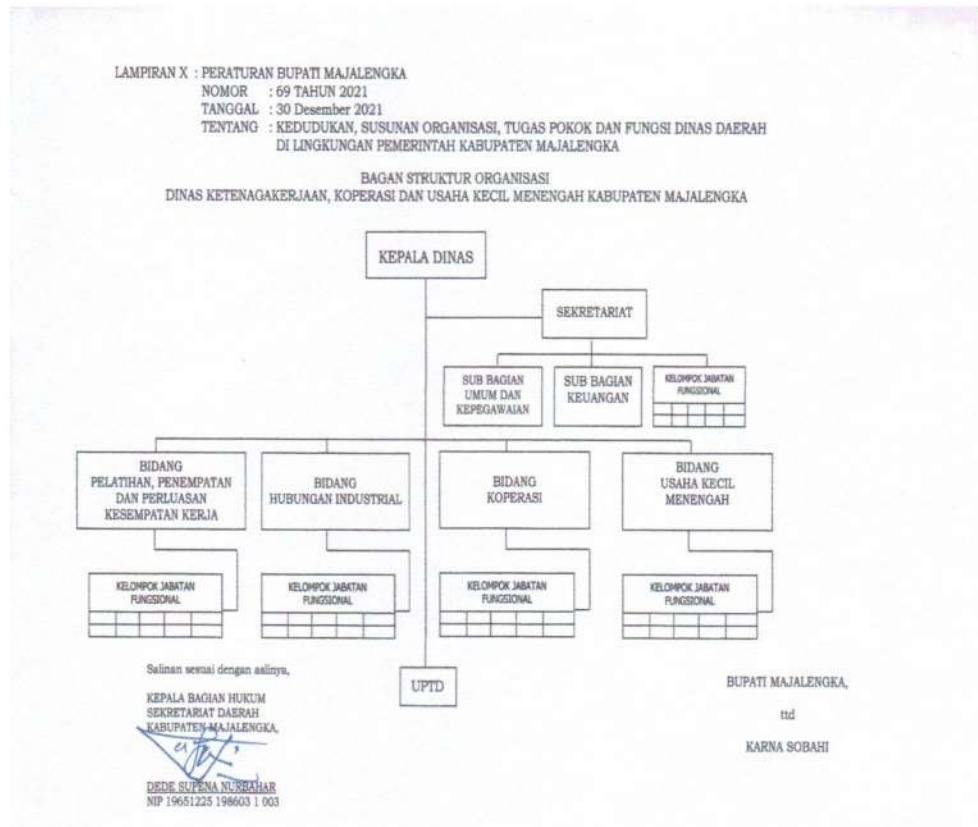 LAMPIRAN X : PERATURAN BUPATI MAJALENGKA
NOMOR : 69 TAHUN 2021
TANGGAL : 30 Desember 2021
TENTANG : KEDUDUKAN, SUSUNAN ORGANISASI, TUGAS POKOK DAN FUNGSI DINAS DAERAH
DI LINGKUNGAN PEMERINTAH KABUPATEN MAJALENGKA
BAGAN STRUKTUR ORGANISASI
DINAS KETENAGAKERJAAN, KOPERASI DAN USAHA KECIL MENENGAH KABUPATEN MAJALENGKA
KEPALA DINAS
SEKRETARIAT
SUB BAGIAN
UMUM DAN
KEPEGAWAIAN
SUB BAGIAN
KEUANGAN
KELOMPOK JABATAN
FUNGSIONAL
BIDANG
PELATIHAN, PENEMPATAN
DAN PERLUASAN
KESEMPATAN KERJA
BIDANG
HUBUNGAN INDUSTRIAL
BIDANG
KOPERASI
BIDANG
USAHA KECIL
MENENGAH
KELOMPOK JABATAN
FUNGSIONAL
KELOMPOK JABATAN
FUNGSIONAL
KELOMPOK JABATAN
FUNGSIONAL
KELOMPOK JABATAN
FUNGSIONAL
UPTD
Salinan sesuai dengan aslinya,
KEPALA BAGIAN HUKUM
SEKRETARIAT DAERAH
KABUPATEN MAJALENGKA,
DEDE SUPENA NURBAHAR
NIP 19651225 198603 1 003
BUPATI MAJALENGKA,
ttd
KARNA SOBAHI